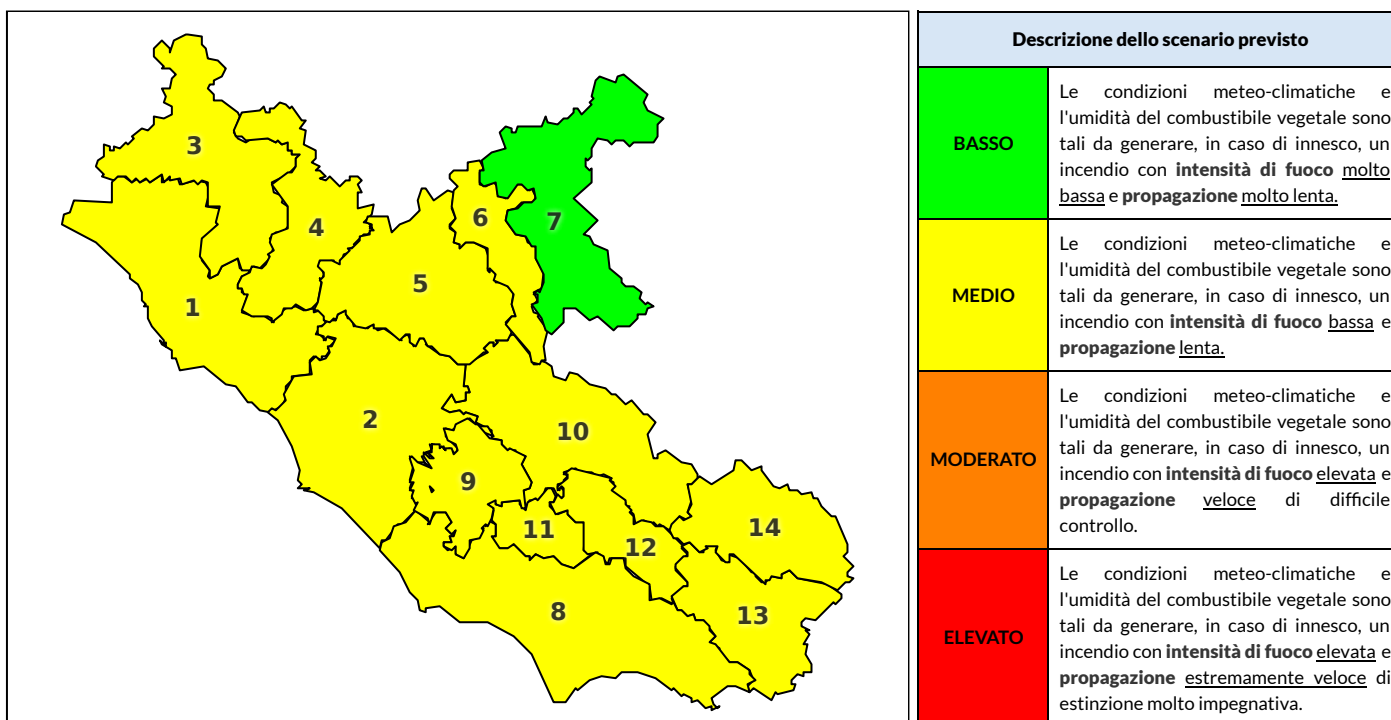 3
4
6
7
5
1
2
10
9
11
12
14
8
13
Descrizione dello scenario previsto
BASSO
Le condizioni meteo-climatiche e
l'umidità del combustibile vegetale sono
tali da generare, in caso di innesco, un
incendio con intensità di fuoco molto
bassa e propagazione molto lenta.
MEDIO
Le condizioni meteo-climatiche e
l'umidità del combustibile vegetale sono
tali da generare, in caso di innesco, un
incendio con intensità di fuoco bassa e
propagazione lenta.
MODERATO
Le condizioni meteo-climatiche e
l'umidità del combustibile vegetale sono
tali da generare, in caso di innesco, un
incendio con intensità di fuoco elevata e
propagazione veloce di difficile
controllo.
ELEVATO
Le condizioni meteo-climatiche e
l'umidità del combustibile vegetale sono
tali da generare, in caso di innesco, un
incendio con intensità di fuoco elevata e
propagazione estremamente veloce di
estinzione molto impegnativa.